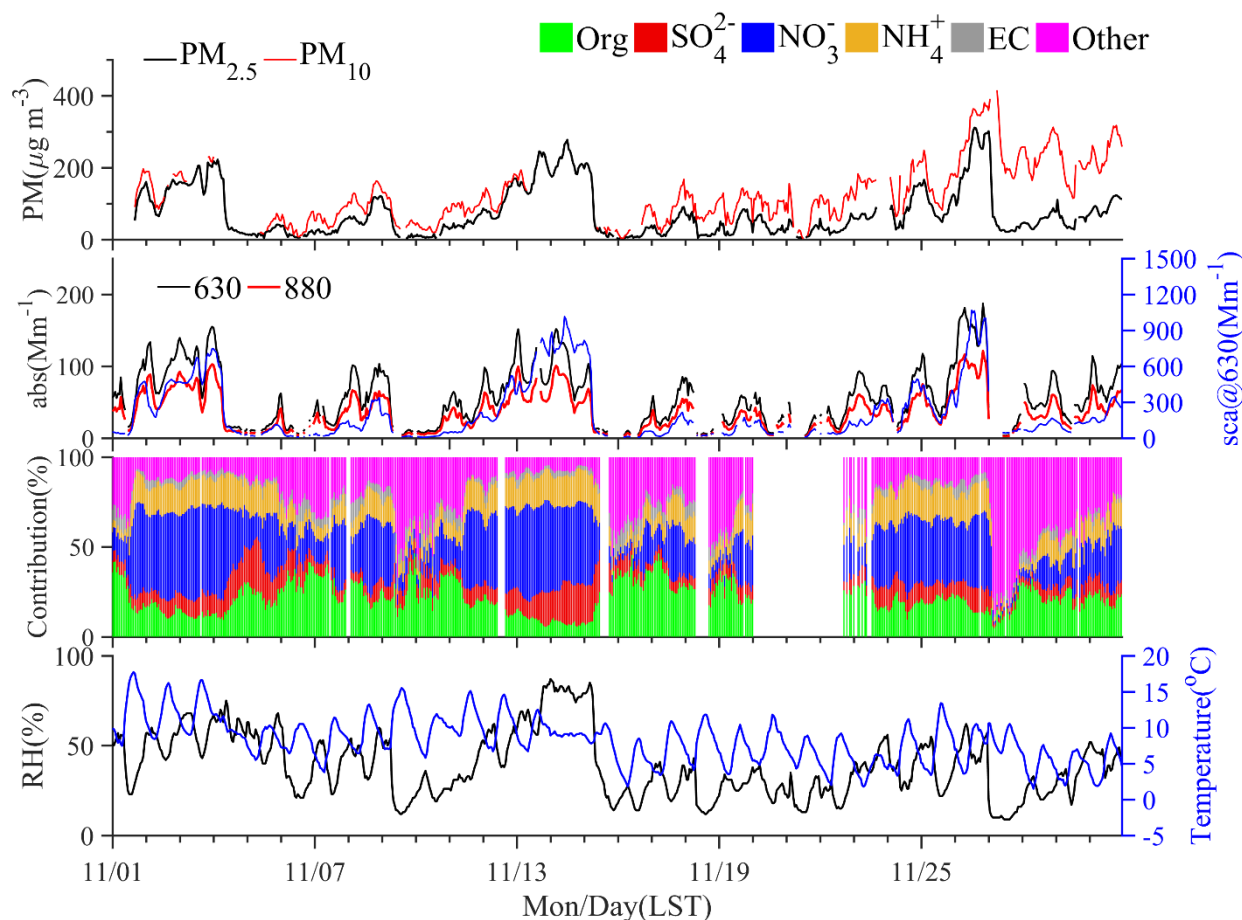 Org SO₄²⁻ NO₃⁻ NH₄⁺ EC Other
PM₂.₅ PM₁₀
PM(μg m⁻³)
400
200
0
630 880
abs(Mm⁻¹)
200
100
0
sca@630(Mm⁻¹)
1500
1200
900
600
300
0
Contribution(%)
100
50
0
RH(%)
100
50
0
Temperature(°C)
20
15
10
5
0
-5
11/01 11/07 11/13 11/19 11/25
Mon/Day(LST)